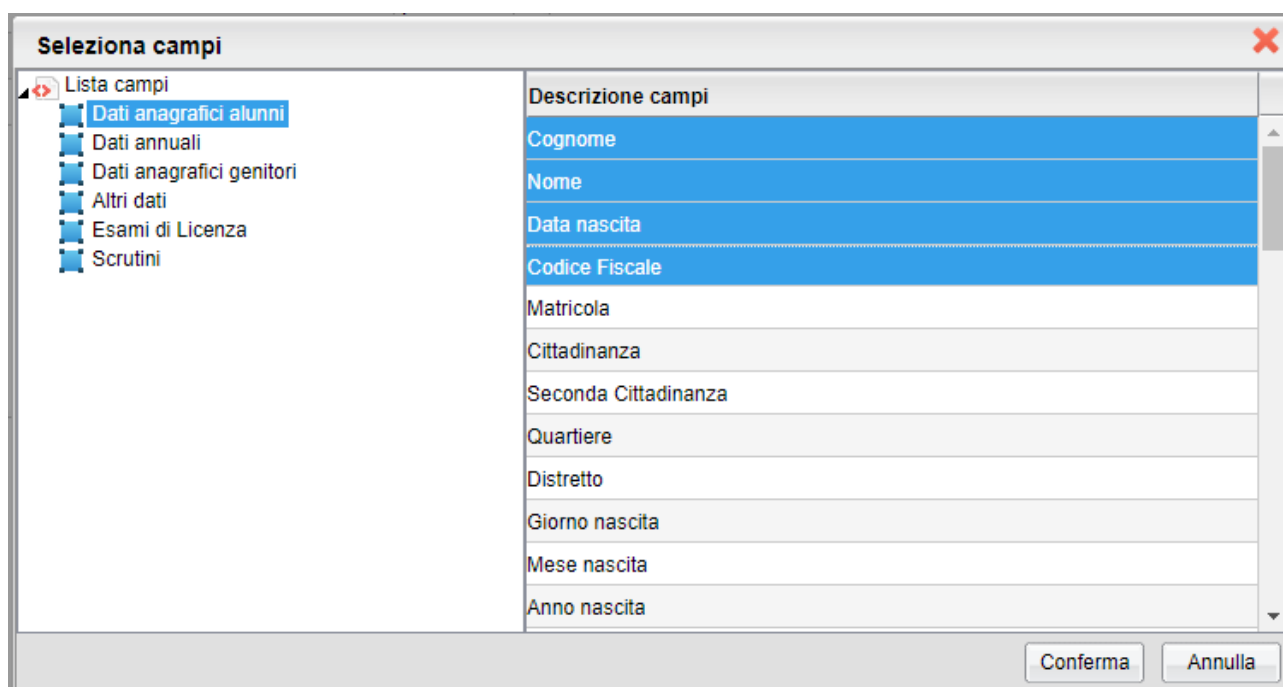 Seleziona campi
Lista campi
Dati anagrafici alunni
Dati annuali
Dati anagrafici genitori
Altri dati
Esami di Licenza
Scrutini
Descrizione campi
Cognome
Nome
Data nascita
Codice Fiscale
Matricola
Cittadinanza
Seconda Cittadinanza
Quartiere
Distretto
Giorno nascita
Mese nascita
Anno nascita
Conferma Annulla